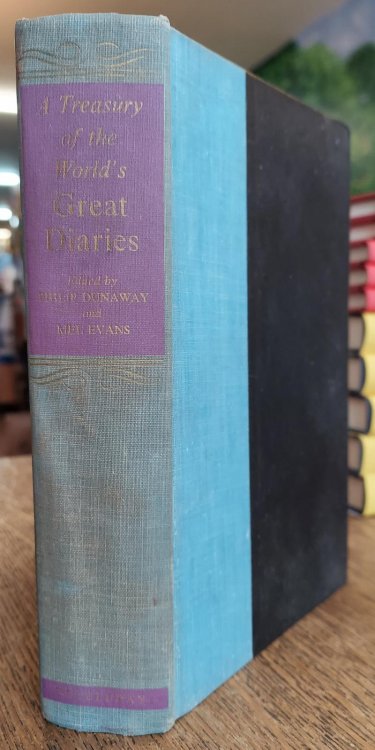 A Treasury
of the
World's
Great
Diaries
Edited by
PHILIP DUNAWAY
and
MEL EVANS